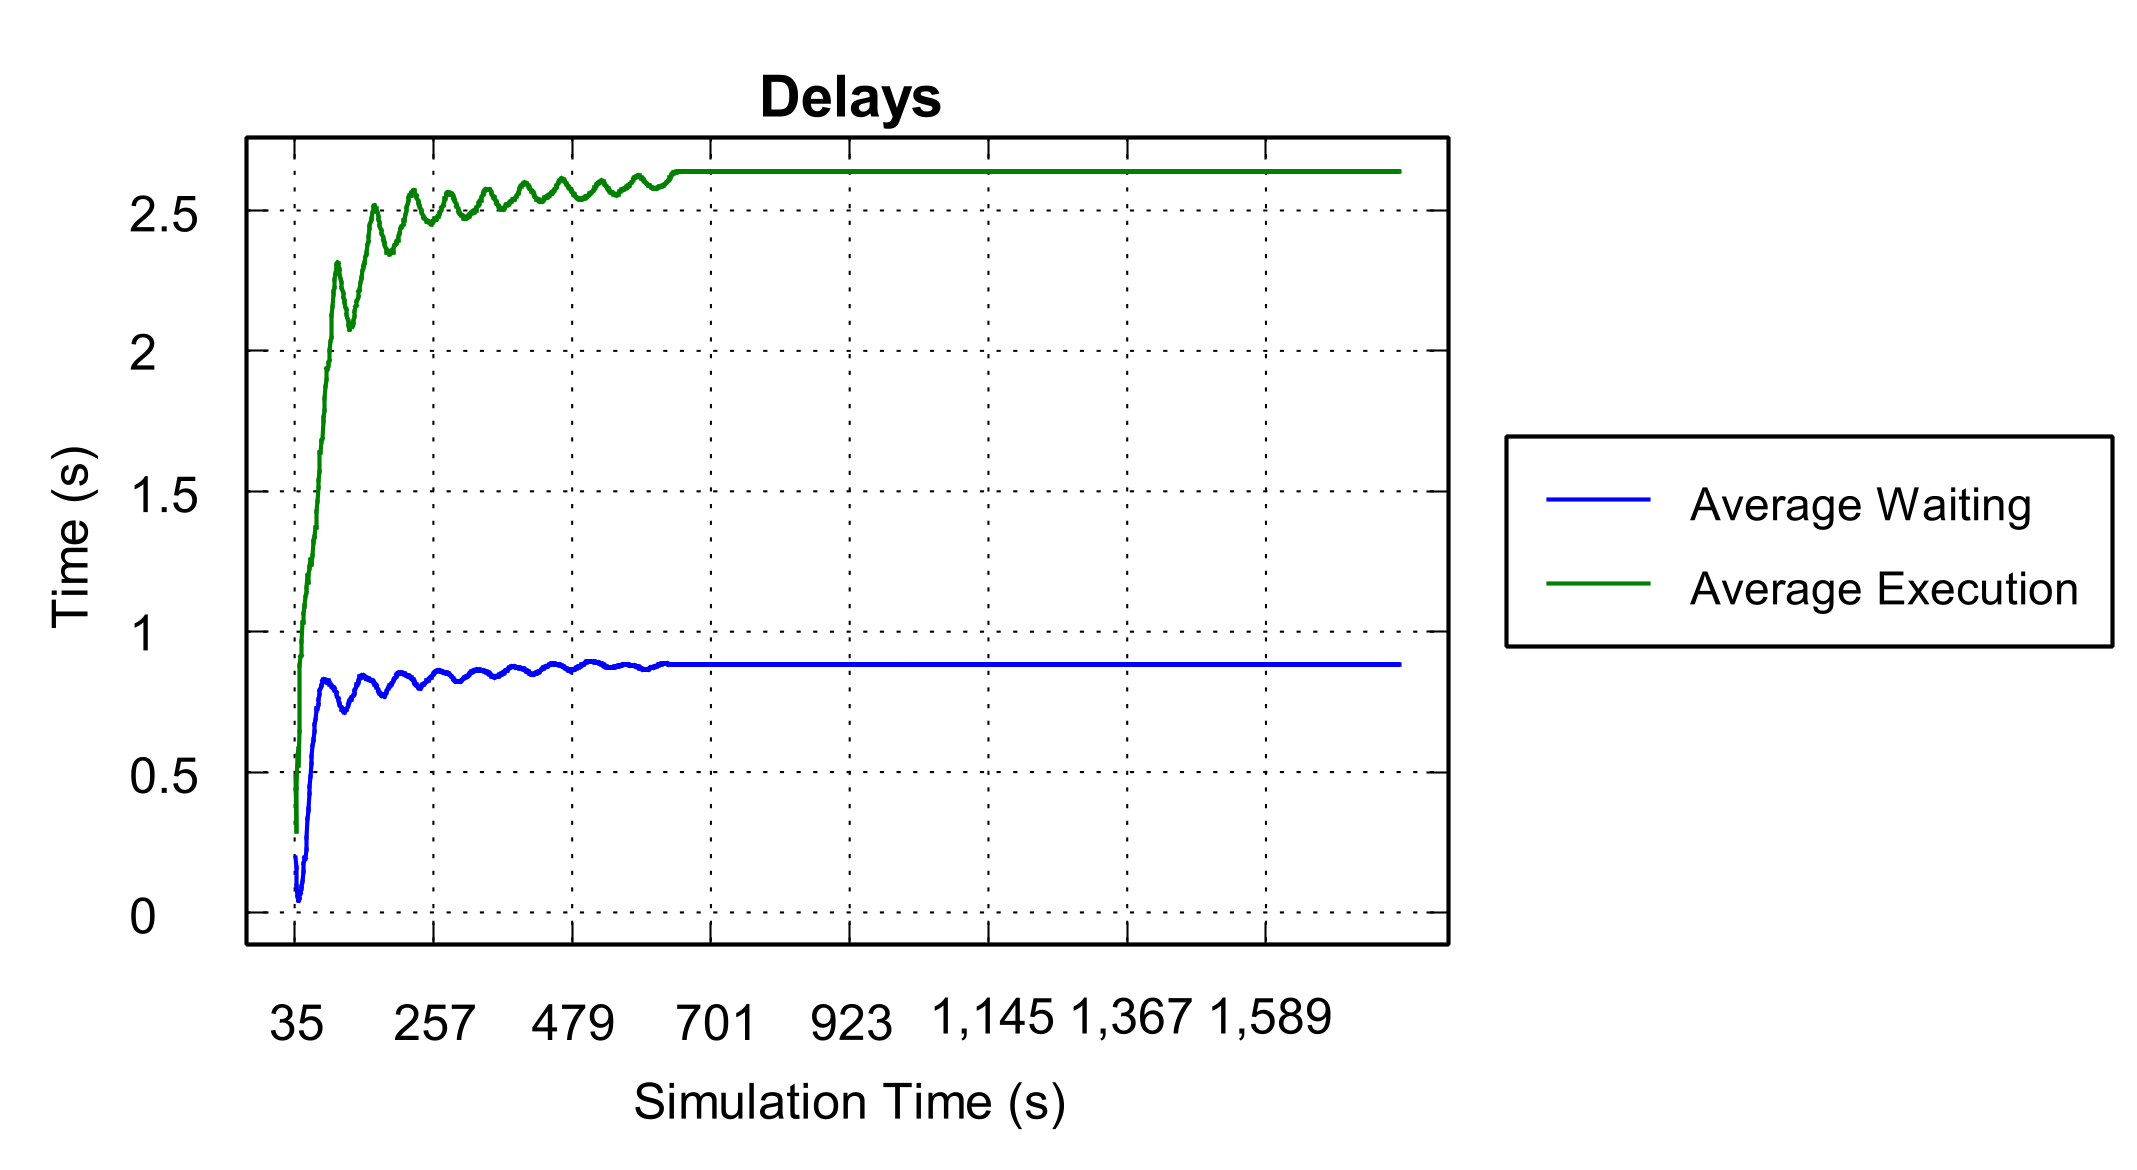 Delays
2.5
2
1.5
1
0.5
0
Time (s)
35 257 479 701 923 1,145 1,367 1,589
Simulation Time (s)
Average Waiting
Average Execution